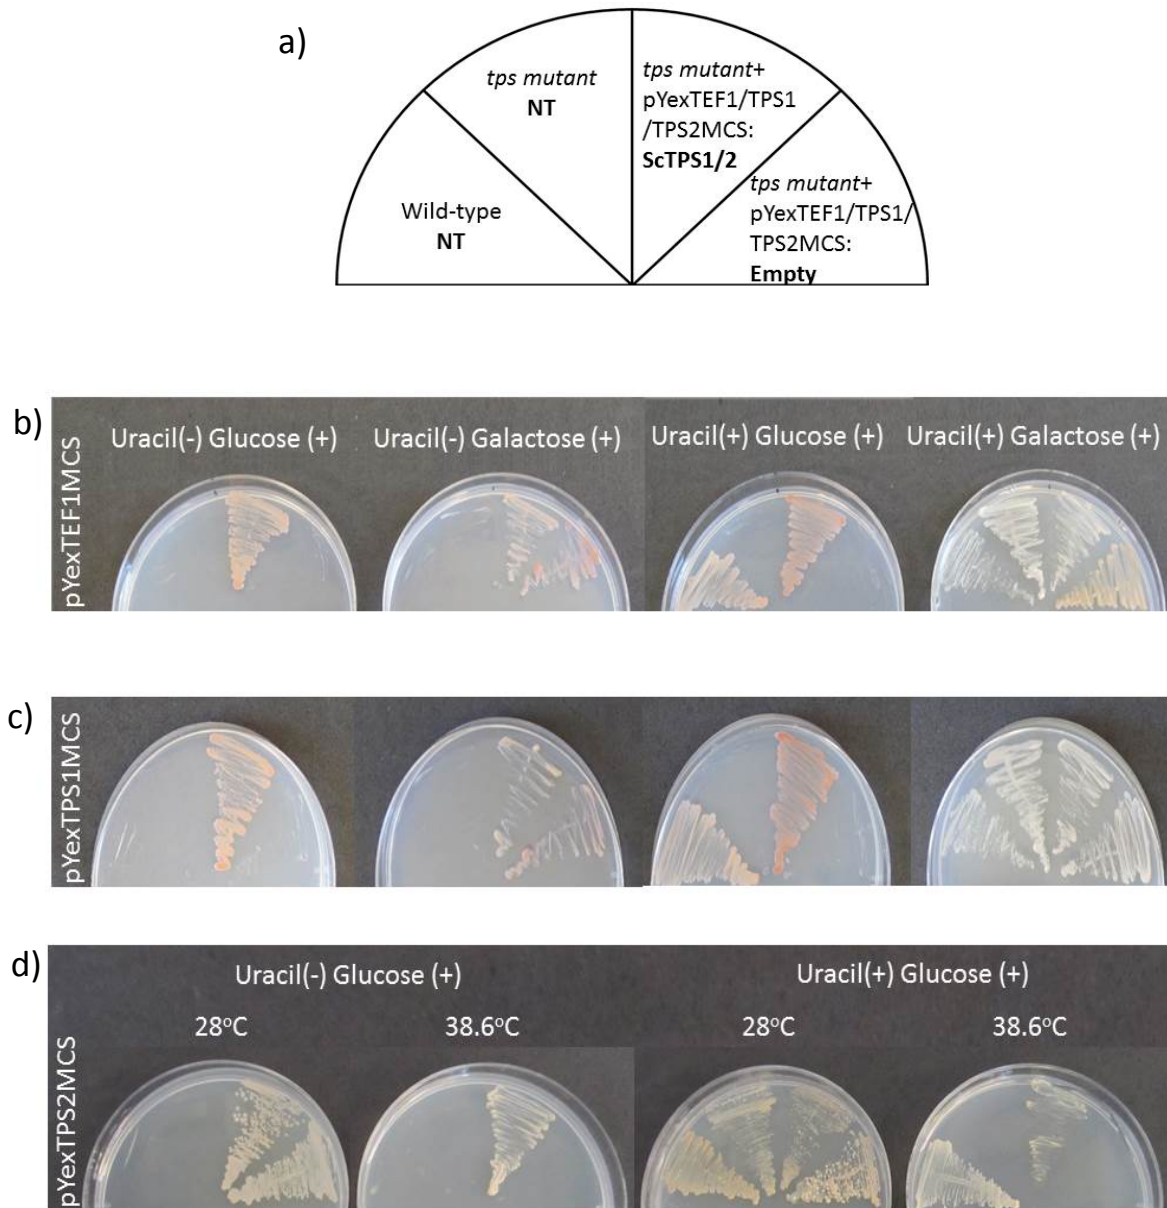 a)
tps mutant
NT
tps mutant+
pYexTEF1/TPS1
/TPS2MCS:
ScTPS1/2
Wild-type
NT
tps mutant+
pYexTEF1/TPS1/
TPS2MCS:
Empty
b)
pYexTEF1MCS
Uracil(-) Glucose (+)
Uracil(-) Galactose (+)
Uracil(+) Glucose (+)
Uracil(+) Galactose (+)
c)
pYexTPS1MCS
d)
pYexTPS2MCS
Uracil(-) Glucose (+)
Uracil(+) Glucose (+)
28°C
38.6°C
28°C
38.6°C